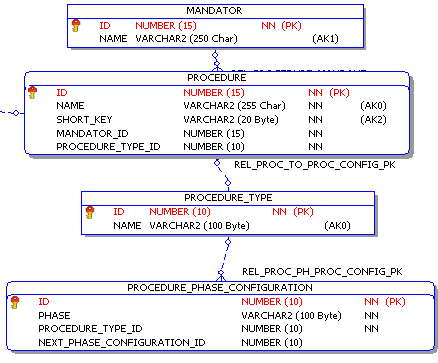 MANDATOR
ID NUMBER (15) NN (PK)
NAME VARCHAR2 (250 Char) (AK1)
PROCEDURE
ID NUMBER (15) NN (PK)
NAME VARCHAR2 (255 Char) NN (AK0)
SHORT_KEY VARCHAR2 (20 Byte) NN (AK2)
MANDATOR_ID NUMBER (15) NN
PROCEDURE_TYPE_ID NUMBER (10) NN
REL_PROC_TO_PROC_CONFIG_PK
PROCEDURE_TYPE
ID NUMBER (10) NN (PK)
NAME VARCHAR2 (100 Byte) (AK0)
REL_PROC_PH_PROC_CONFIG_PK
PROCEDURE_PHASE_CONFIGURATION
ID NUMBER (10) NN (PK)
PHASE VARCHAR2 (100 Byte) NN
PROCEDURE_TYPE_ID NUMBER (10) NN
NEXT_PHASE_CONFIGURATION_ID NUMBER (10)